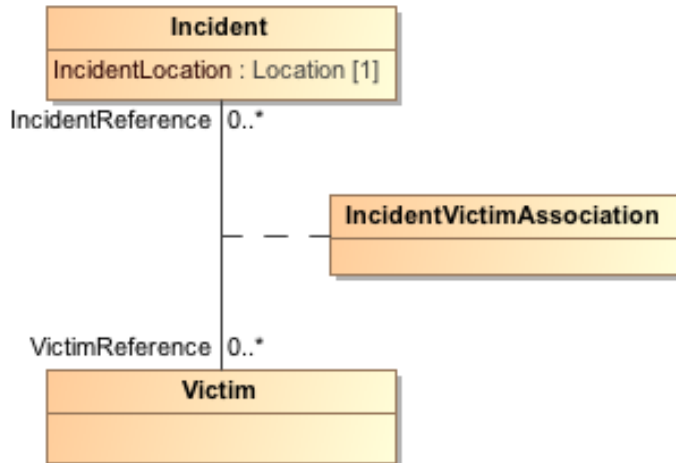 Incident
IncidentLocation : Location [1]
IncidentReference 0..*
IncidentVictimAssociation
VictimReference 0..*
Victim